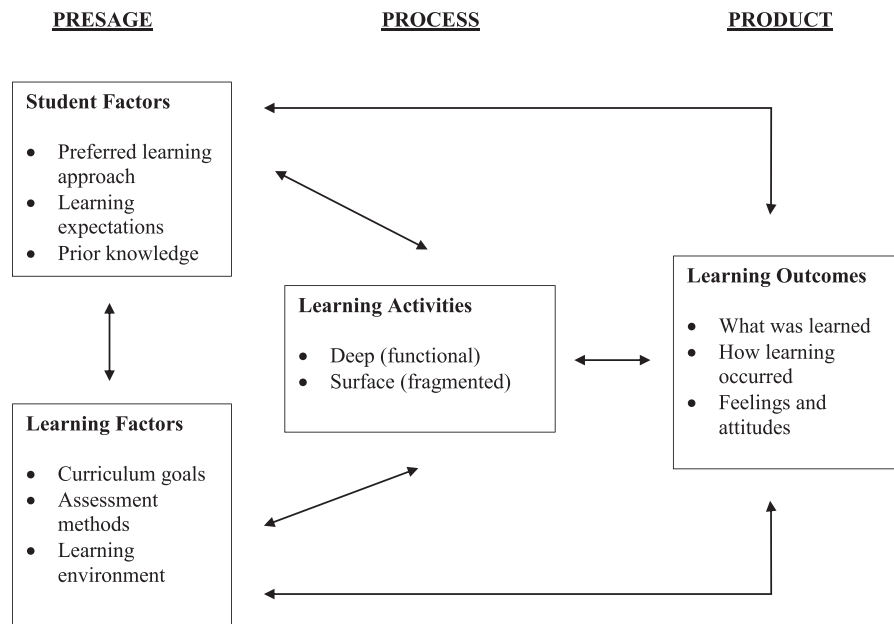 PRESAGE
PROCESS
PRODUCT
Student Factors
• Preferred learning
approach
• Learning
expectations
• Prior knowledge
Learning Factors
• Curriculum goals
• Assessment
methods
• Learning
environment
Learning Activities
• Deep (functional)
• Surface (fragmented)
Learning Outcomes
• What was learned
• How learning
occurred
• Feelings and
attitudes